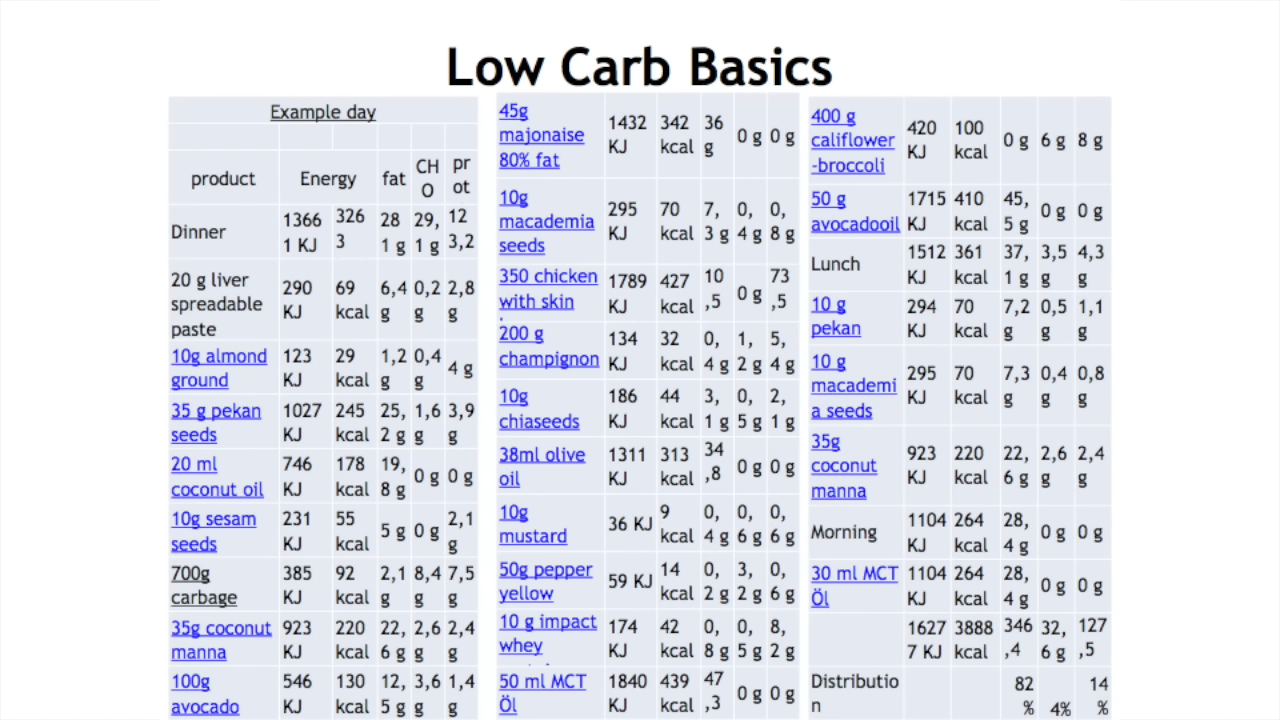 Low Carb Basics
Example day
product Energy fat CH O pr ot
Dinner 1366 1 KJ 326 3 28 1 g 29, 1 g 12 3,2
20 g liver spreadable paste 290 KJ 69 kcal 6,4 g 0,2 g 2,8 g
10g almond ground 123 KJ 29 kcal 1,2 g 0,4 g 4 g
35 g pekan seeds 1027 KJ 245 kcal 25, 2 g 1,6 g 3,9 g
20 ml coconut oil 746 KJ 178 kcal 19, 8 g 0 g 0 g
10g sesam seeds 231 KJ 55 kcal 5 g 0 g 2,1 g
700g carbage 385 KJ 92 kcal 2,1 g 8,4 g 7,5 g
35g coconut manna 923 KJ 220 kcal 22, 6 g 2,6 g 2,4 g
100g avocado 546 KJ 130 kcal 12, 5 g 3,6 g 1,4 g
45g majonaise 80% fat 1432 KJ 342 kcal 36 g 0 g 0 g
10g macademia seeds 295 KJ 70 kcal 7, 3 g 0, 4 g 0, 8 g
350 chicken with skin 1789 KJ 427 kcal 10 ,5 0 g 73 ,5
200 g champignon 134 KJ 32 kcal 0, 4 g 1, 2 g 5, 4 g
10g chiaseeds 186 KJ 44 kcal 3, 1 g 0, 5 g 2, 1 g
38ml olive oil 1311 KJ 313 kcal 34 ,8 0 g 0 g
10g mustard 36 KJ 9 kcal 0, 4 g 0, 6 g 0, 6 g
50g pepper yellow 59 KJ 14 kcal 0, 2 g 3, 2 g 0, 6 g
10 g impact whey 174 KJ 42 kcal 0, 8 g 0, 5 g 8, 2 g
50 ml MCT Öl 1840 KJ 439 kcal 47 ,3 0 g 0 g
400 g califlower -broccoli 420 KJ 100 kcal 0 g 6 g 8 g
50 g avocadooil 1715 KJ 410 kcal 45, 5 g 0 g 0 g
Lunch 1512 KJ 361 kcal 37, 1 g 3,5 g 4,3 g
10 g pekan 294 KJ 70 kcal 7,2 g 0,5 g 1,1 g
10 g macademi a seeds 295 KJ 70 kcal 7,3 g 0,4 g 0,8 g
35g coconut manna 923 KJ 220 kcal 22, 6 g 2,6 g 2,4 g
Morning 1104 KJ 264 kcal 28, 4 g 0 g 0 g
30 ml MCT Öl 1104 KJ 264 kcal 28, 4 g 0 g 0 g
1627 7 KJ 3888 kcal 346 ,4 32, 6 g 127 ,5
Distributio n 82 % 4% 14 %